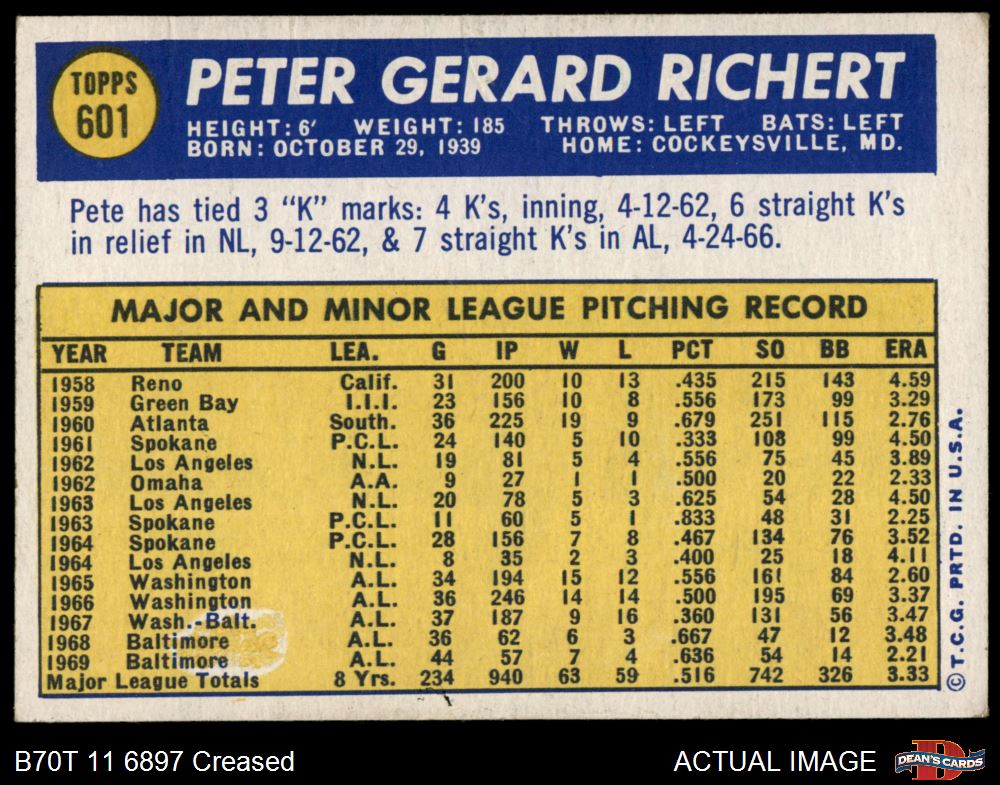 TOPPS
601
PETER GERARD RICHERT
HEIGHT: 6' WEIGHT: 185 THROWS: LEFT BATS: LEFT
BORN: OCTOBER 29, 1939 HOME: COCKEYSVILLE, MD.
Pete has tied 3 “K” marks: 4 K's, inning, 4-12-62, 6 straight K's
in relief in NL, 9-12-62, & 7 straight K's in AL, 4-24-66.
MAJOR AND MINOR LEAGUE PITCHING RECORD
YEAR TEAM LEA. G IP W L PCT SO BB ERA
1958 Reno Calif. 31 200 10 13 .435 215 143 4.59
1959 Green Bay I.I.I. 23 156 10 8 .556 173 99 3.29
1960 Atlanta South. 36 225 19 9 .679 251 115 2.76
1961 Spokane P.C.L. 24 140 5 10 .333 108 99 4.50
1962 Los Angeles N.L. 19 81 5 4 .556 75 45 3.89
1962 Omaha A.A. 9 27 1 1 .500 20 22 2.33
1963 Los Angeles N.L. 20 78 5 3 .625 54 28 4.50
1963 Spokane P.C.L. 11 60 5 1 .833 48 31 2.25
1964 Spokane P.C.L. 28 156 7 8 .467 134 76 3.52
1964 Los Angeles N.L. 8 35 2 3 .400 25 18 4.11
1965 Washington A.L. 34 194 15 12 .556 161 84 2.60
1966 Washington A.L. 36 246 14 14 .500 195 69 3.37
1967 Wash.-Balt. A.L. 37 187 9 16 .360 131 56 3.47
1968 Baltimore A.L. 36 62 6 3 .667 47 12 3.48
1969 Baltimore A.L. 44 57 7 4 .636 54 14 2.21
Major League Totals 8 Yrs. 234 940 63 59 .516 742 326 3.33
© T.C.G. PRTD. IN U.S.A.
B70T 11 6897 Creased
ACTUAL IMAGE
D
DEAN'S CARDS